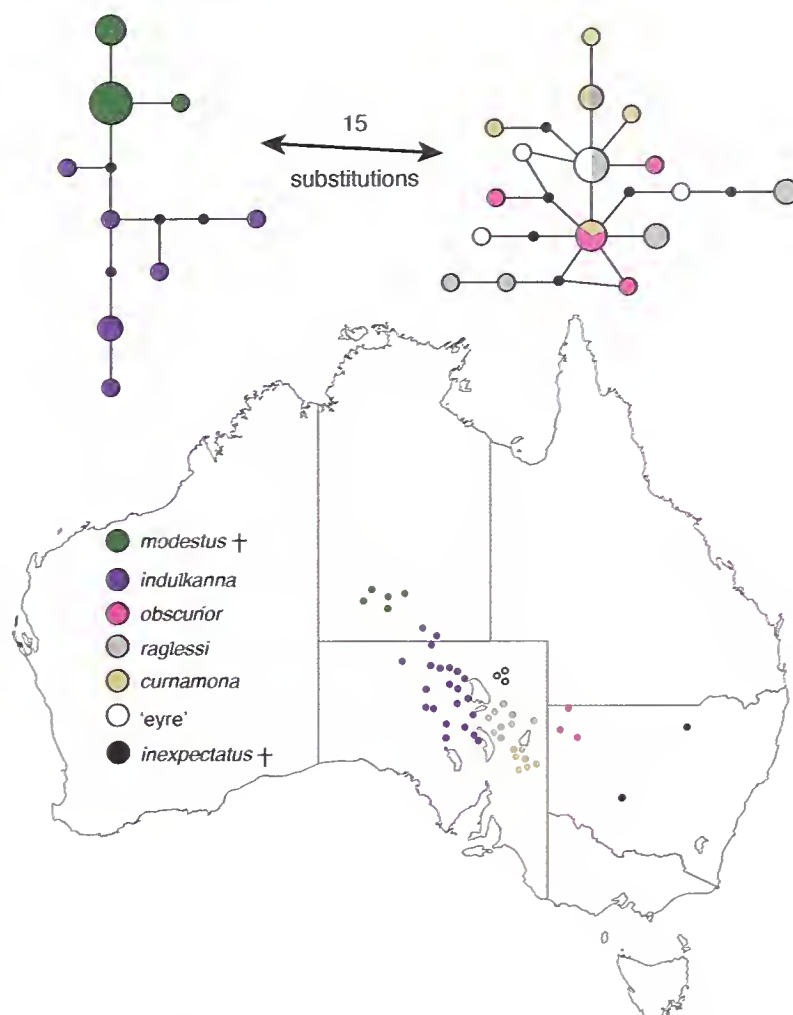 15
substitutions
modestus †
indulkanna
obscurior
raglessi
curnamona
'eyre'
inexpectatus †